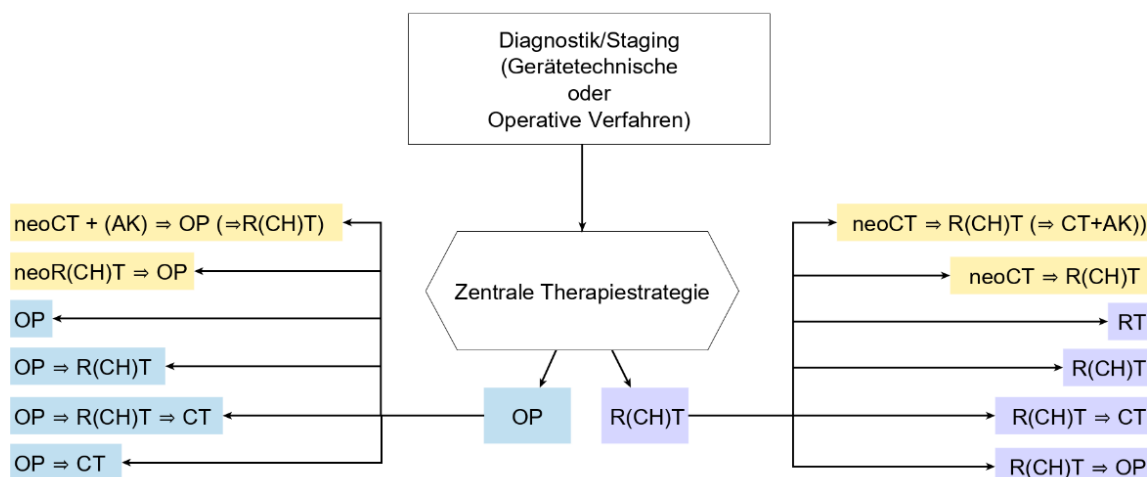 Diagnostik/Staging
(Gerätetechnische
oder
Operative Verfahren)
neoCT + (AK) ⇒ OP (⇒R(CH)T)
neoR(CH)T ⇒ OP
OP
OP ⇒ R(CH)T
OP ⇒ R(CH)T ⇒ CT
OP ⇒ CT
Zentrale Therapiestrategie
OP
R(CH)T
neoCT ⇒ R(CH)T (⇒ CT+AK))
neoCT ⇒ R(CH)T
RT
R(CH)T
R(CH)T ⇒ CT
R(CH)T ⇒ OP